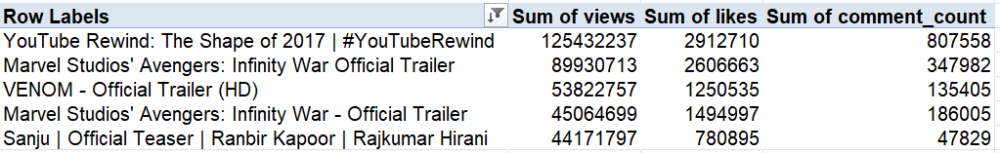 Row Labels Sum of views Sum of likes Sum of comment_count
YouTube Rewind: The Shape of 2017 | #YouTubeRewind 125432237 2912710 807558
Marvel Studios' Avengers: Infinity War Official Trailer 89930713 2606663 347982
VENOM - Official Trailer (HD) 53822757 1250535 135405
Marvel Studios' Avengers: Infinity War - Official Trailer 45064699 1494997 186005
Sanju | Official Teaser | Ranbir Kapoor | Rajkumar Hirani 44171797 780895 47829